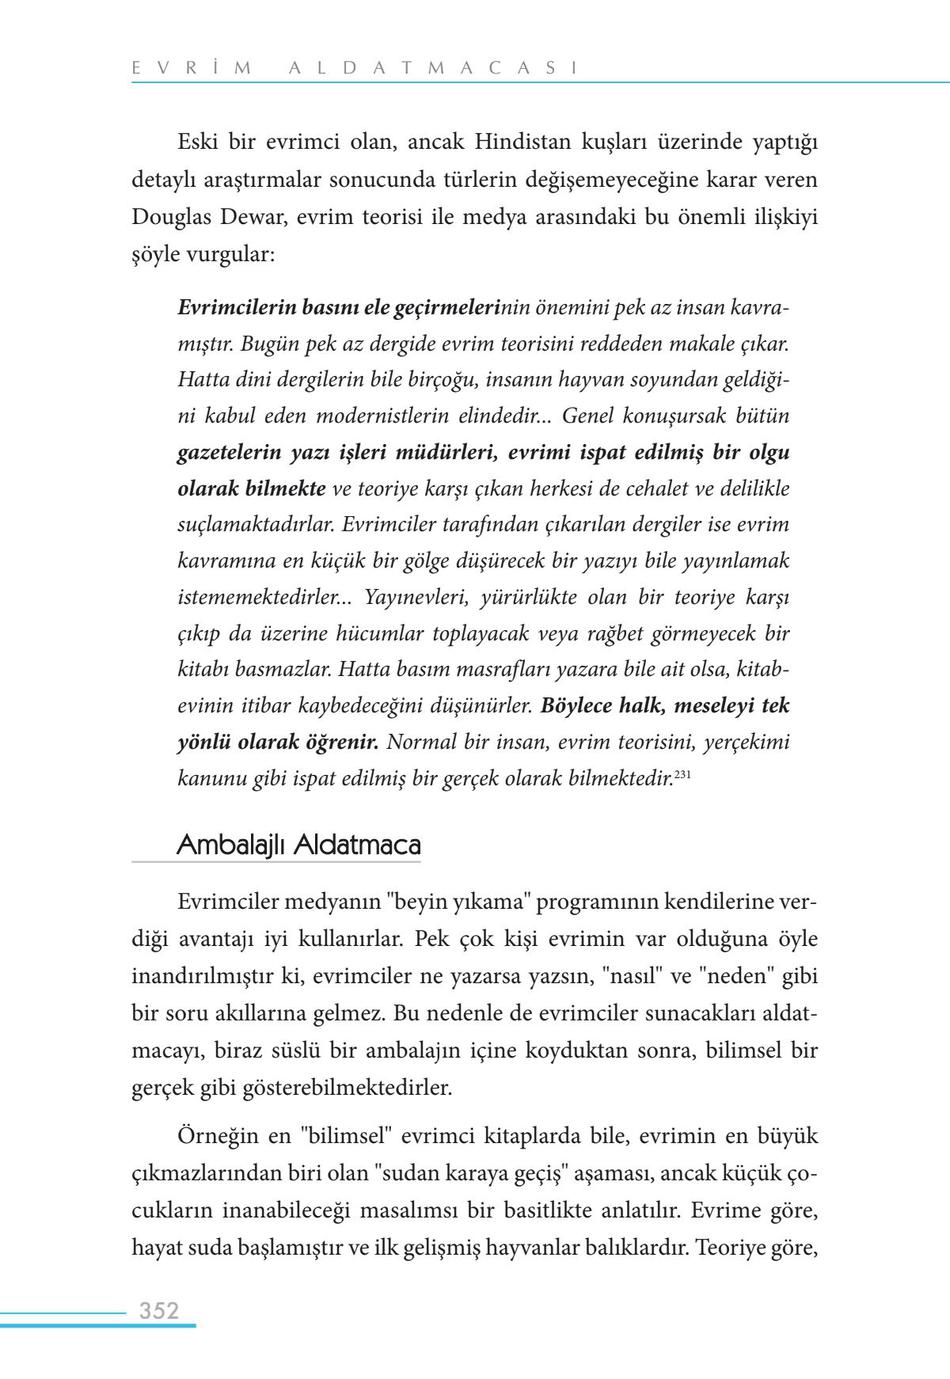 EVRİM ALDATMACASI
Eski bir evrimci olan, ancak Hindistan kuşları üzerinde yaptığı
detaylı araştırmalar sonucunda türlerin değişemeyeceğine karar veren
Douglas Dewar, evrim teorisi ile medya arasındaki bu önemli ilişkiyi
şöyle vurgular:
Evrimcilerin basını ele geçirmelerinin önemini pek az insan kavra-
mıştır. Bugün pek az dergide evrim teorisini reddeden makale çıkar.
Hatta dini dergilerin bile birçoğu, insanın hayvan soyundan geldiği-
ni kabul eden modernistlerin elindedir... Genel konuşursak bütün
gazetelerin yazı işleri müdürleri, evrimi ispat edilmiş bir olgu
olarak bilmekte ve teoriye karşı çıkan herkesi de cehalet ve delilikle
suçlamaktadırlar. Evrimciler tarafından çıkarılan dergiler ise evrim
kavramına en küçük bir gölge düşürecek bir yazıyı bile yayınlamak
istememektedirler... Yayınevleri, yürürlükte olan bir teoriye karşı
çıkıp da üzerine hücumlar toplayacak veya rağbet görmeyecek bir
kitabı basmazlar. Hatta basım masrafları yazara bile ait olsa, kitab-
evinin itibar kaybedeceğini düşünürler. Böylece halk, meseleyi tek
yönlü olarak öğrenir. Normal bir insan, evrim teorisini, yerçekimi
kanunu gibi ispat edilmiş bir gerçek olarak bilmektedir.231
Ambalajlı Aldatmaca
Evrimciler medyanın "beyin yıkama" programının kendilerine ver-
diği avantajı iyi kullanırlar. Pek çok kişi evrimin var olduğuna öyle
inandırılmıştır ki, evrimciler ne yazarsa yazsın, "nasıl" ve "neden" gibi
bir soru akıllarına gelmez. Bu nedenle de evrimciler sunacakları aldat-
macayı, biraz süslü bir ambalajın içine koyduktan sonra, bilimsel bir
gerçek gibi gösterebilmektedirler.
Örneğin en "bilimsel" evrimci kitaplarda bile, evrimin en büyük
çıkmazlarından biri olan "sudan karaya geçiş" aşaması, ancak küçük ço-
cukların inanabileceği masalımsı bir basitlikte anlatılır. Evrime göre,
hayat suda başlamıştır ve ilk gelişmiş hayvanlar balıklardır. Teoriye göre,
352